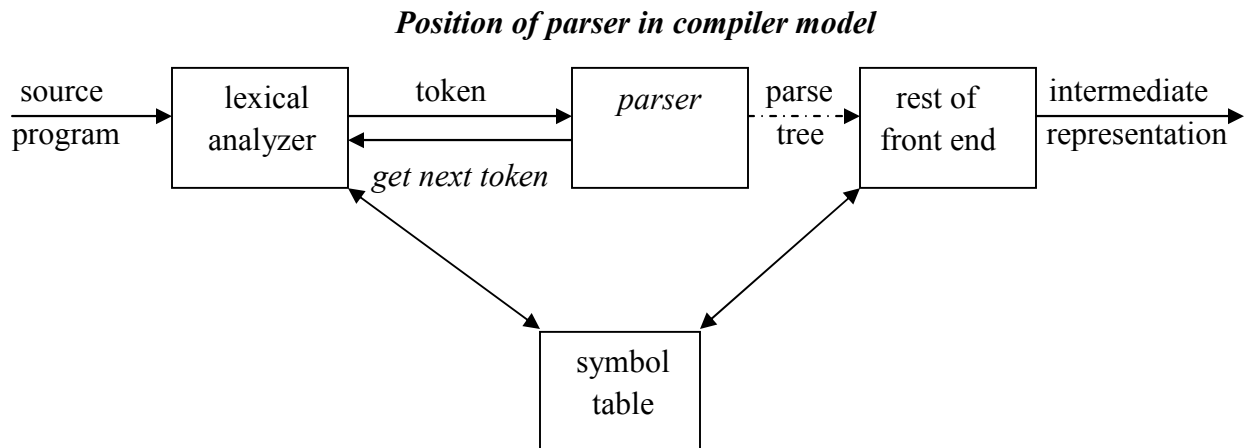 Position of parser in compiler model
source
program
lexical
analyzer
token
get next token
parser
parse
tree
rest of
front end
intermediate
representation
symbol
table